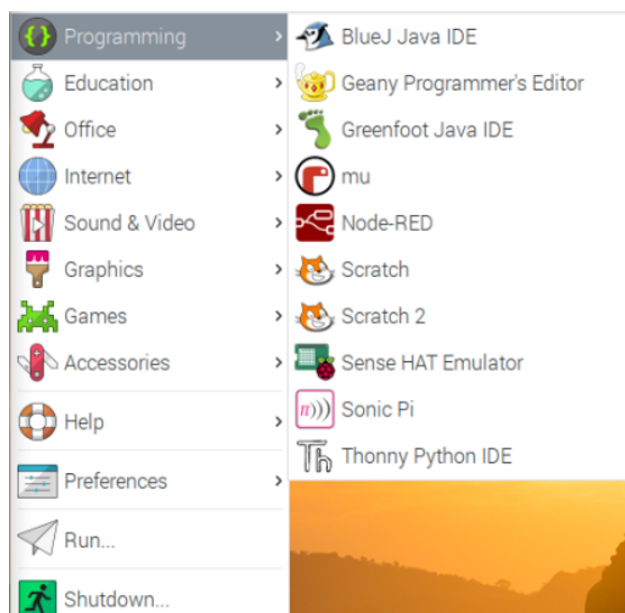 Programming
Education
Office
Internet
Sound & Video
Graphics
Games
Accessories
Help
Preferences
Run...
Shutdown...
BlueJ Java IDE
Geany Programmer's Editor
Greenfoot Java IDE
mu
Node-RED
Scratch
Scratch 2
Sense HAT Emulator
Sonic Pi
Th Thonny Python IDE